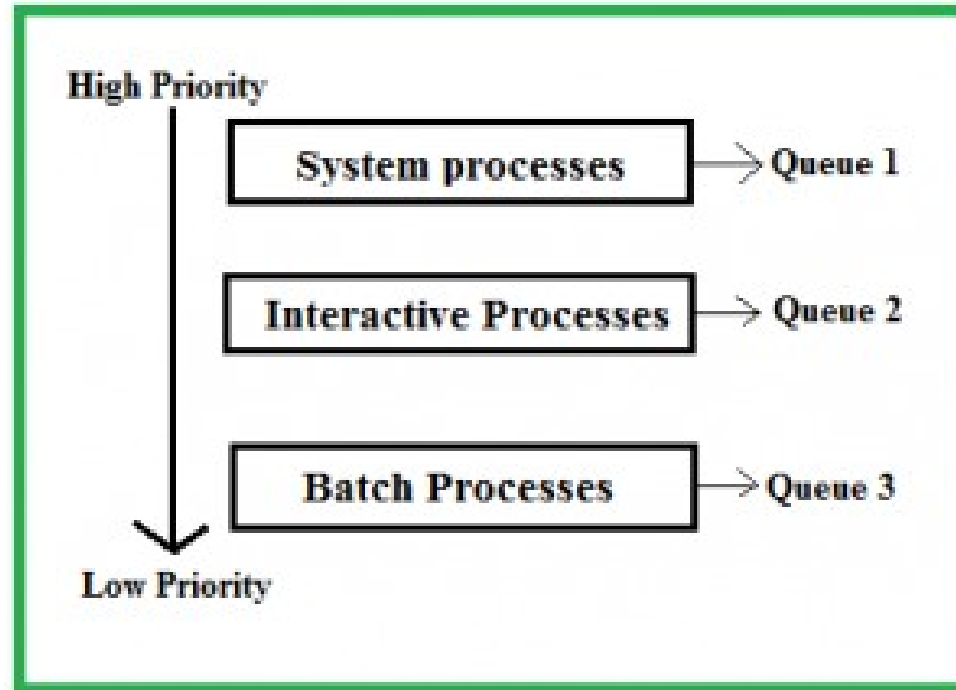 High Priority
System processes
Queue 1
Interactive Processes
Queue 2
Batch Processes
Queue 3
Low Priority